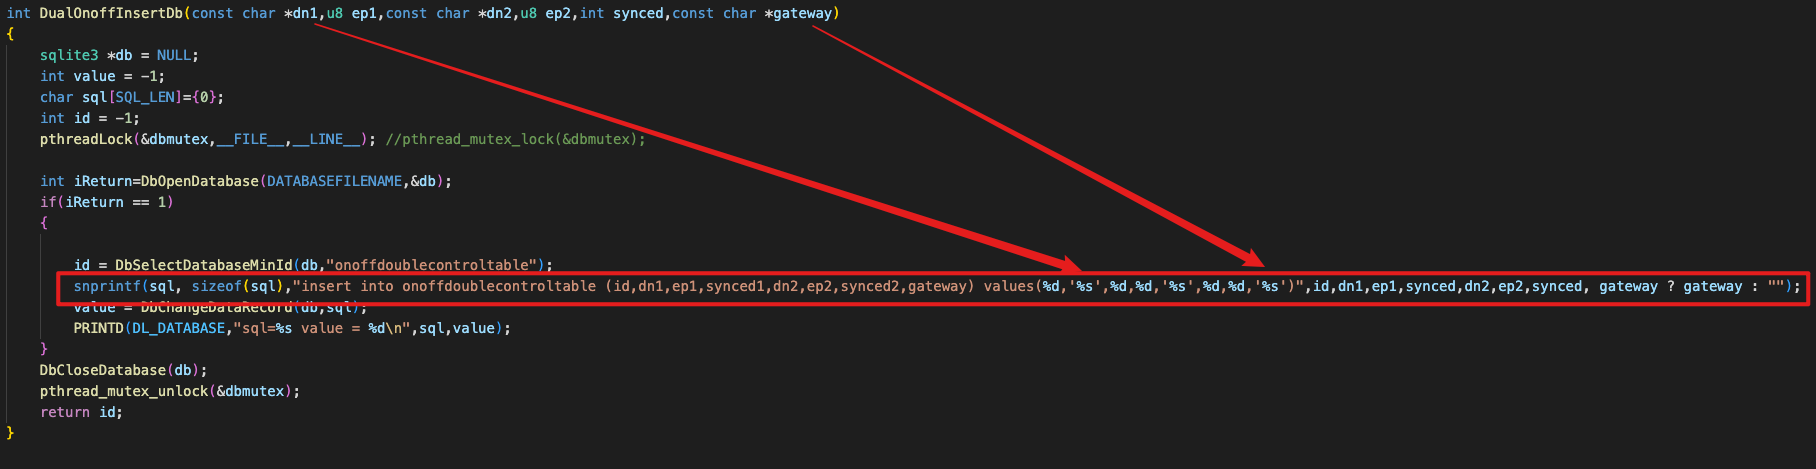 int DualOnoffInsertDb(const char *dn1,u8 ep1,const char *dn2,u8 ep2,int synced,const char *gateway)
{
sqlite3 *db = NULL;
int value = -1;
char sql[SQL_LEN]={0};
int id = -1;
pthreadLock(&dbmutex,__FILE__,__LINE__); //pthread_mutex_lock(&dbmutex);
int iReturn=DbOpenDatabase(DATABASEFILENAME,&db);
if(iReturn == 1)
{
id = DbSelectDatabaseMinId(db,"onoffdoublecontroltable");
snprintf(sql, sizeof(sql),"insert into onoffdoublecontroltable (id,dn1,ep1,synced1,dn2,ep2,synced2,gateway) values(%d,'%s',%d,%d,'%s',%d,%d,'%s')",id,dn1,ep1,synced,dn2,ep2,synced, gateway ? gateway : "");
value = DbChangeDataRecord(db,sql);
PRINTD(DL_DATABASE,"sql=%s value = %d\n",sql,value);
}
DbCloseDatabase(db);
pthread_mutex_unlock(&dbmutex);
return id;
}